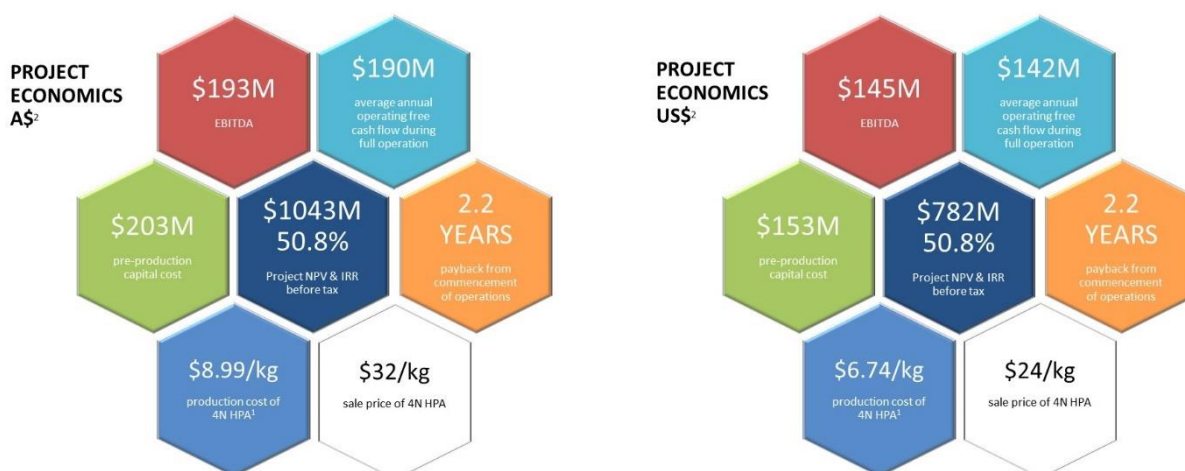 PROJECT
ECONOMICS
A$²
$193M
EBITDA
$190M
average annual
operating free
cash flow during
full operation
$203M
pre-production
capital cost
$1043M
50.8%
Project NPV & IRR
before tax
2.2
YEARS
payback from
commencement
of operations
$8.99/kg
production cost of
4N HPA¹
$32/kg
sale price of 4N HPA
PROJECT
ECONOMICS
US$²
$145M
EBITDA
$142M
average annual
operating free
cash flow during
full operation
$153M
pre-production
capital cost
$782M
50.8%
Project NPV & IRR
before tax
2.2
YEARS
payback from
commencement
of operations
$6.74/kg
production cost of
4N HPA¹
$24/kg
sale price of 4N HPA